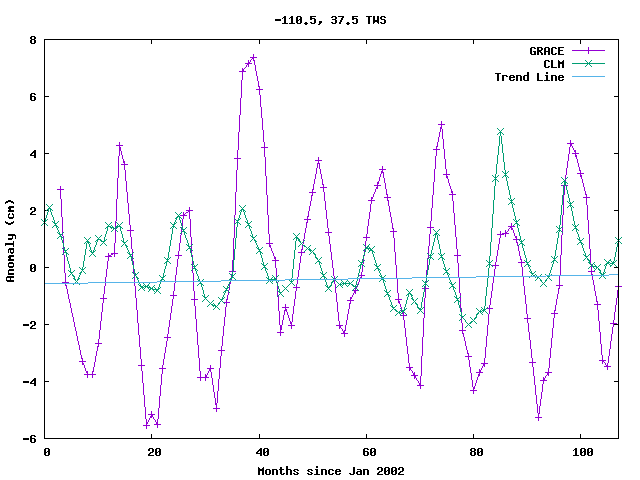 -110.5, 37.5 TWS
GRACE
CLM
Trend Line
8
6
4
2
0
-2
-4
-6
Anomaly (cm)
0 20 40 60 80 100
Months since Jan 2002